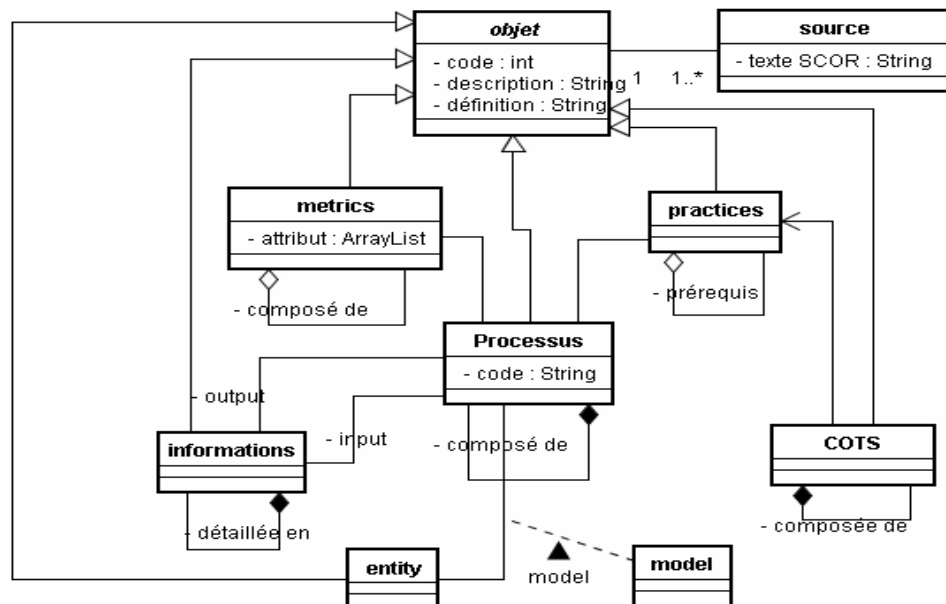 objet
- code : int
- description : String
- définition : String
source
- texte SCOR : String
1
1..*
metrics
- attribut : ArrayList
- composé de
practices
- prérequis
Processus
- code : String
- composé de
- output
- input
informations
- détaillée en
COTS
- composée de
entity
model
model